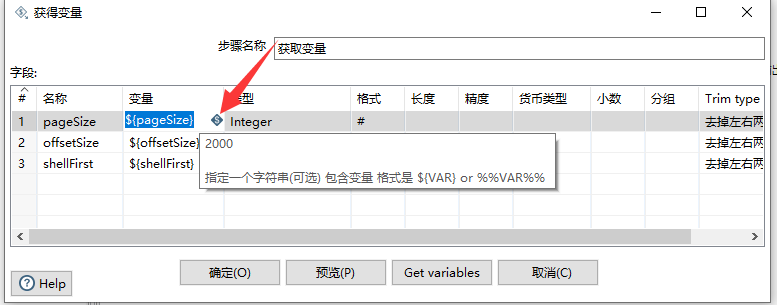 获得变量
步骤名称 获取变量
字段:
# 名称 变量 类型 格式 长度 精度 货币类型 小数 分组 Trim type
1 pageSize ${pageSize} Integer # 去掉左右两
2 offsetSize ${offsetSize} 去掉左右两
3 shellFirst ${shellFirst} 去掉左右两
2000
指定一个字符串(可选) 包含变量 格式是 ${VAR} or %%VAR%%
Help 确定(O) 预览(P) Get variables 取消(C)